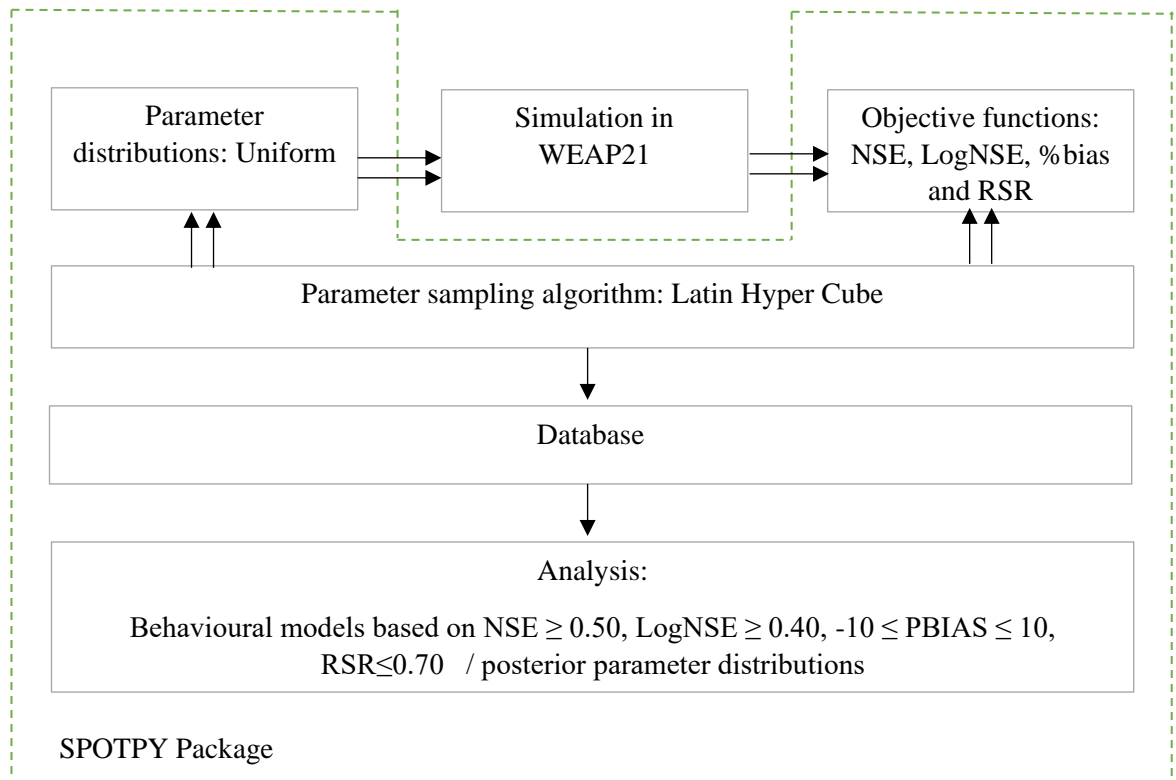 Parameter
distributions: Uniform
Simulation in
WEAP21
Objective functions:
NSE, LogNSE, %bias
and RSR
Parameter sampling algorithm: Latin Hyper Cube
Database
Analysis:
Behavioural models based on NSE ≥ 0.50, LogNSE ≥ 0.40, -10 ≤ PBIAS ≤ 10,
RSR≤0.70 / posterior parameter distributions
SPOTPY Package